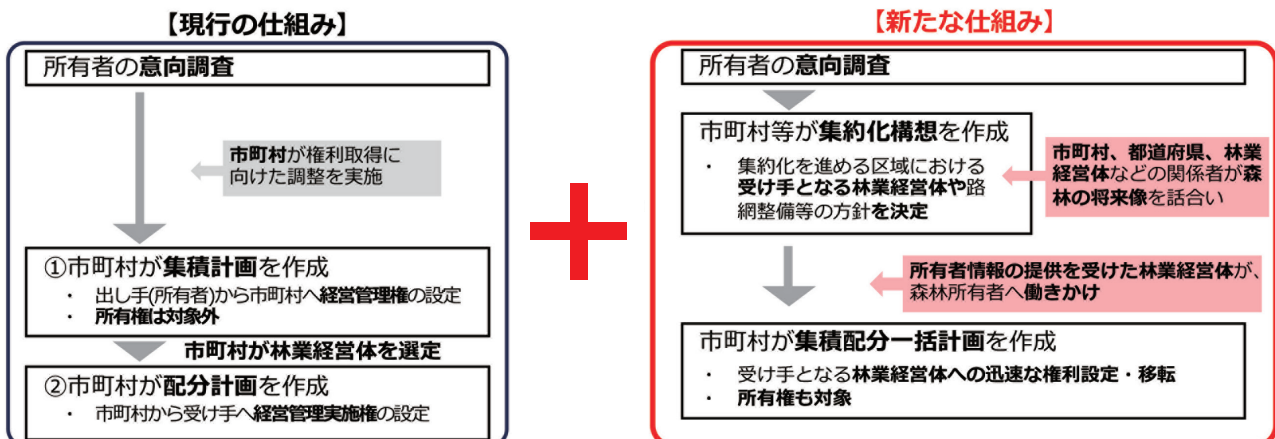 【現行の仕組み】
所有者の意向調査
市町村が権利取得に
向けた調整を実施
①市町村が集積計画を作成
・ 出し手(所有者)から市町村へ経営管理権の設定
・ 所有権は対象外
市町村が林業経営体を選定
②市町村が配分計画を作成
・ 市町村から受け手へ経営管理実施権の設定
【新たな仕組み】
所有者の意向調査
市町村等が集約化構想を作成
・ 集約化を進める区域における
受け手となる林業経営体や路
網整備等の方針を決定
市町村、都道府県、林業
経営体などの関係者が森
林の将来像を話合い
所有者情報の提供を受けた林業経営体が、
森林所有者へ働きかけ
市町村が集積配分一括計画を作成
・ 受け手となる林業経営体への迅速な権利設定・移転
・ 所有権も対象